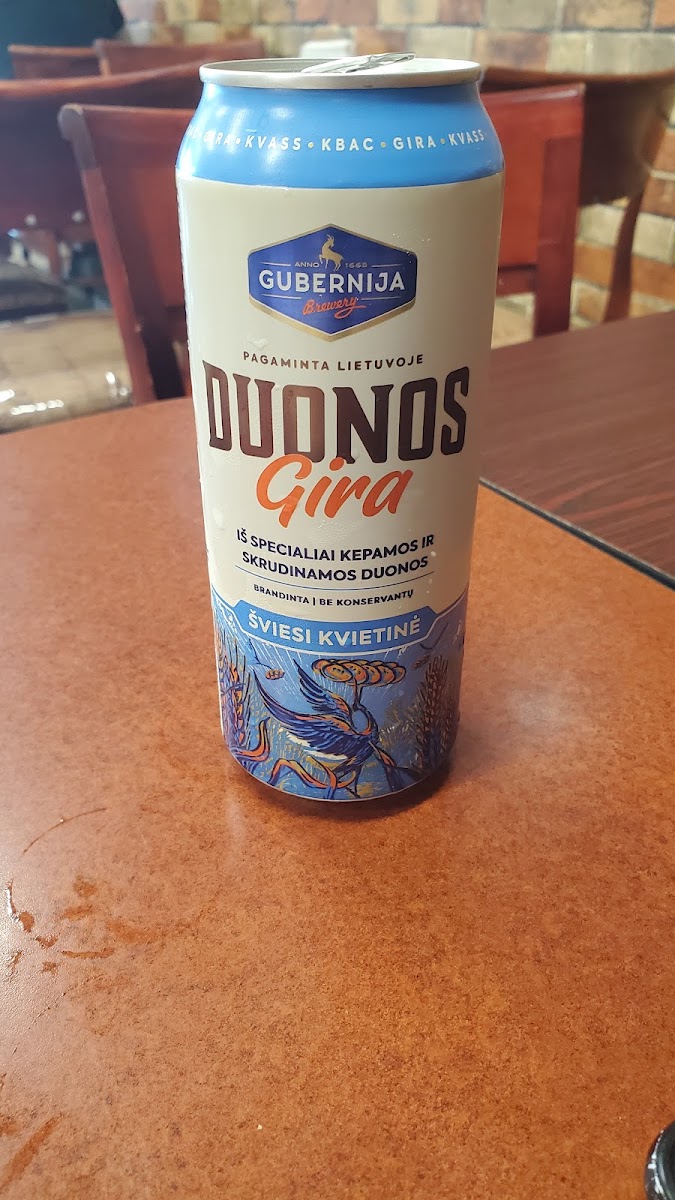 GIRA • KVASS • КВАС • GIRA • KVASS
ANNO 1665
GUBERNIJA
Brewery
PAGAMINTA LIETUVOJE
DUONOS
Gira
IŠ SPECIALIAI KEPAMOS IR
SKRUDINAMOS DUONOS
BRANDINTA | BE KONSERVANTŲ
ŠVIESI KVIETINĖ